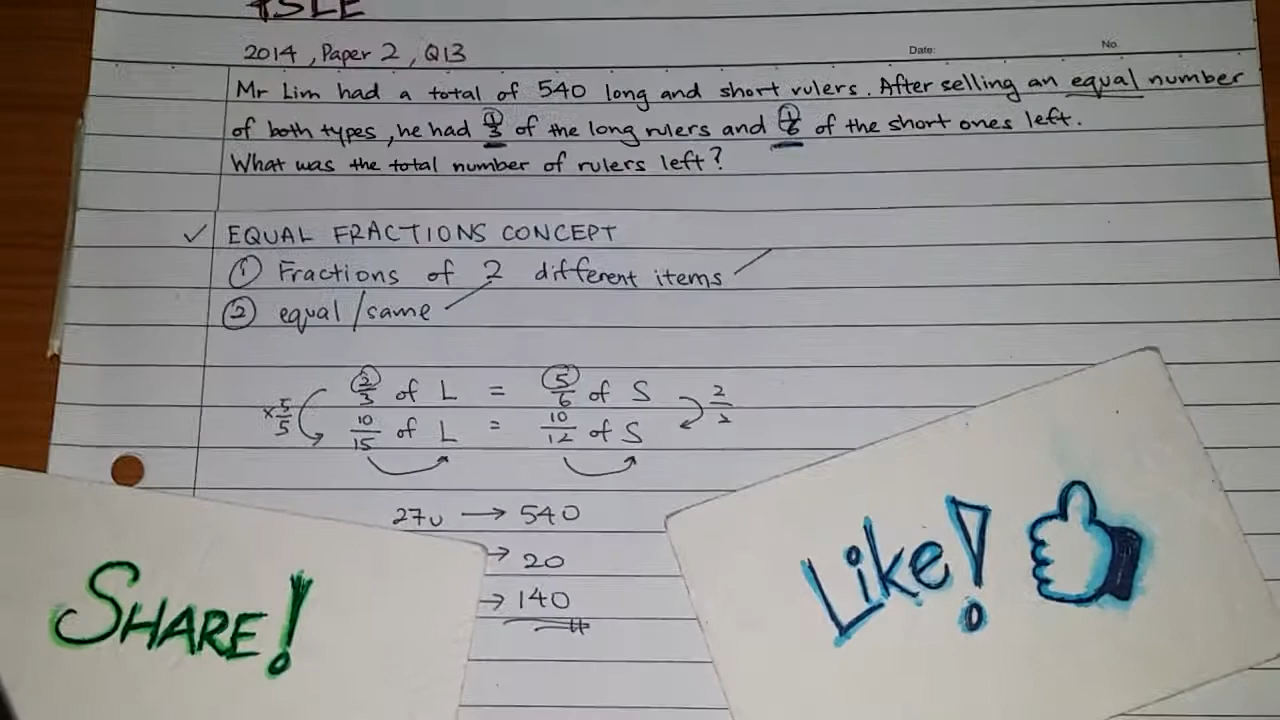 PSLE
2014, Paper 2, Q13
Date:
No.
Mr Lim had a total of 540 long and short rulers. After selling an equal number
of both types, he had 1/3 of the long rulers and 1/6 of the short ones left.
What was the total number of rulers left?
✓ EQUAL FRACTIONS CONCEPT
① Fractions of 2 different items
② equal/same
×5/5 2/3 of L = 5/6 of S 2/2
10/15 of L = 10/12 of S
27u → 540
→ 20
→ 140
SHARE!
Like!